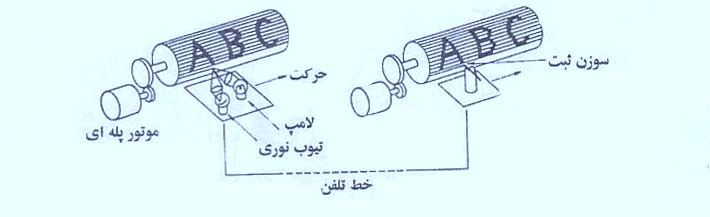 ABC
ABC
سوزن ثبت
حرکت
لامپ
موتور پله ای
تیوب نوری
خط تلفن